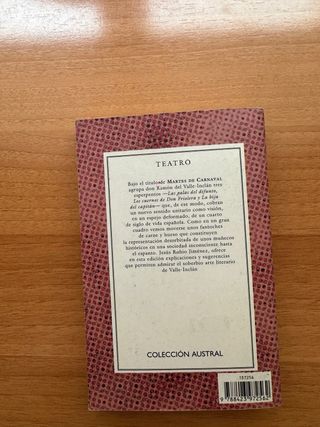 TEATRO
Bajo el título de MARTES DE CARNAVAL
agrupa don Ramón del Valle-Inclán tres
esperpentos —Las galas del difunto,
Los cuernos de Don Friolera y La hija
del capitán— que, de ese modo, cobran
un nuevo sentido unitario como visión,
en un espejo deformado, de un cuarto
de siglo de vida española. Como en un gran
cuadro vemos moverse unos fantoches
de carne y hueso que constituyen
la representación desorbitada de unos muñecos
históricos en una sociedad inconsciente hasta
el espanto. Jesús Rubio Jiménez, ofrece
en esta edición explicaciones y sugerencias
que permiten admirar el soberbio arte literario
de Valle-Inclán
COLECCIÓN AUSTRAL
107256
9 788423 972562